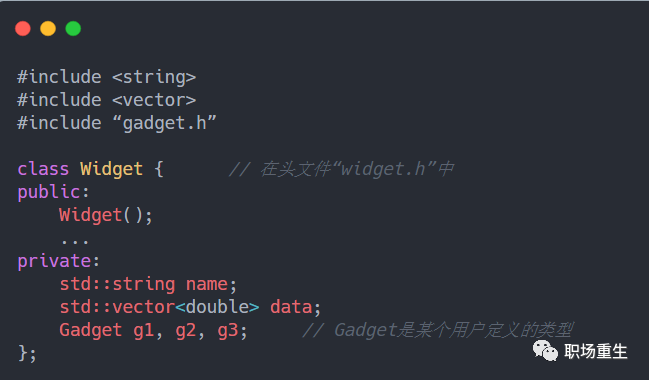 #include <string>
#include <vector>
#include “gadget.h”
class Widget {      // 在头文件“widget.h”中
public:
    Widget();
    ...
private:
    std::string name;
    std::vector<double> data;
    Gadget g1, g2, g3;     // Gadget是某个用户定义的类型
};
职场重生